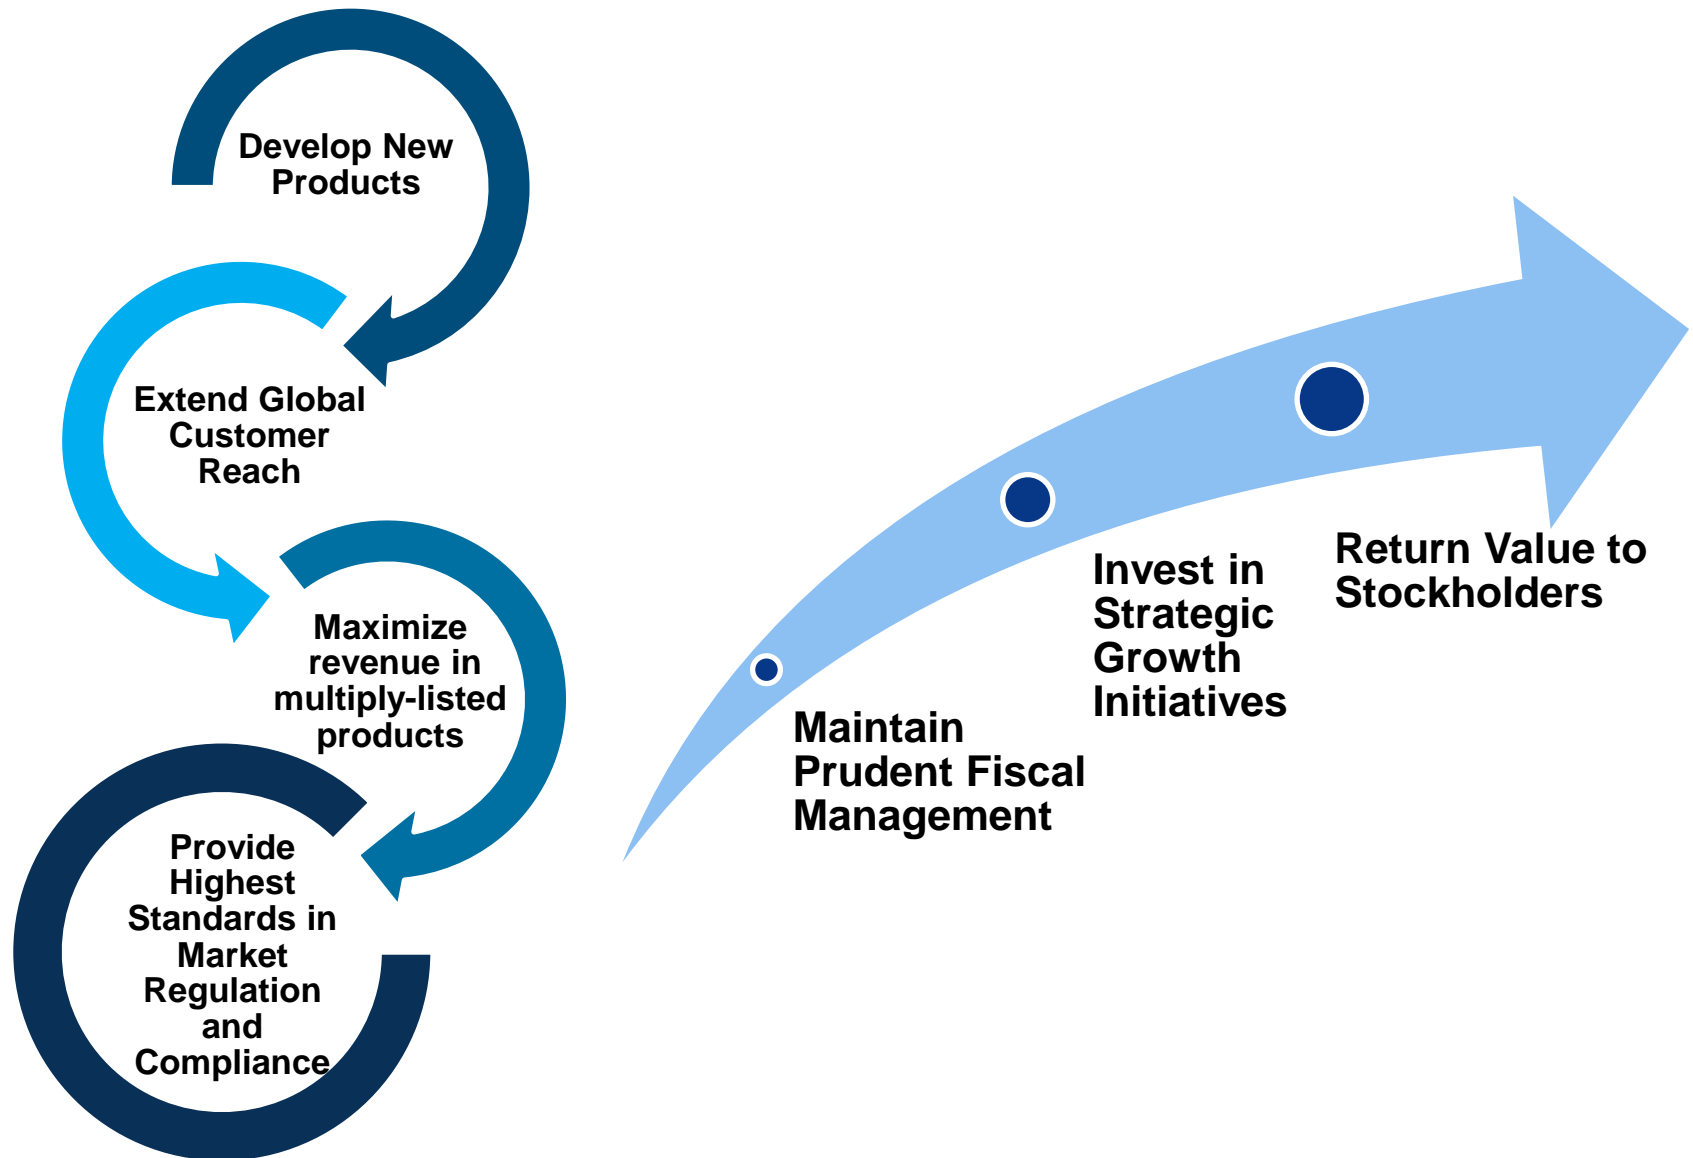 Develop New
Products
Extend Global
Customer
Reach
Maximize
revenue in
multiply-listed
products
Provide
Highest
Standards in
Market
Regulation
and
Compliance
Maintain
Prudent Fiscal
Management
Invest in
Strategic
Growth
Initiatives
Return Value to
Stockholders